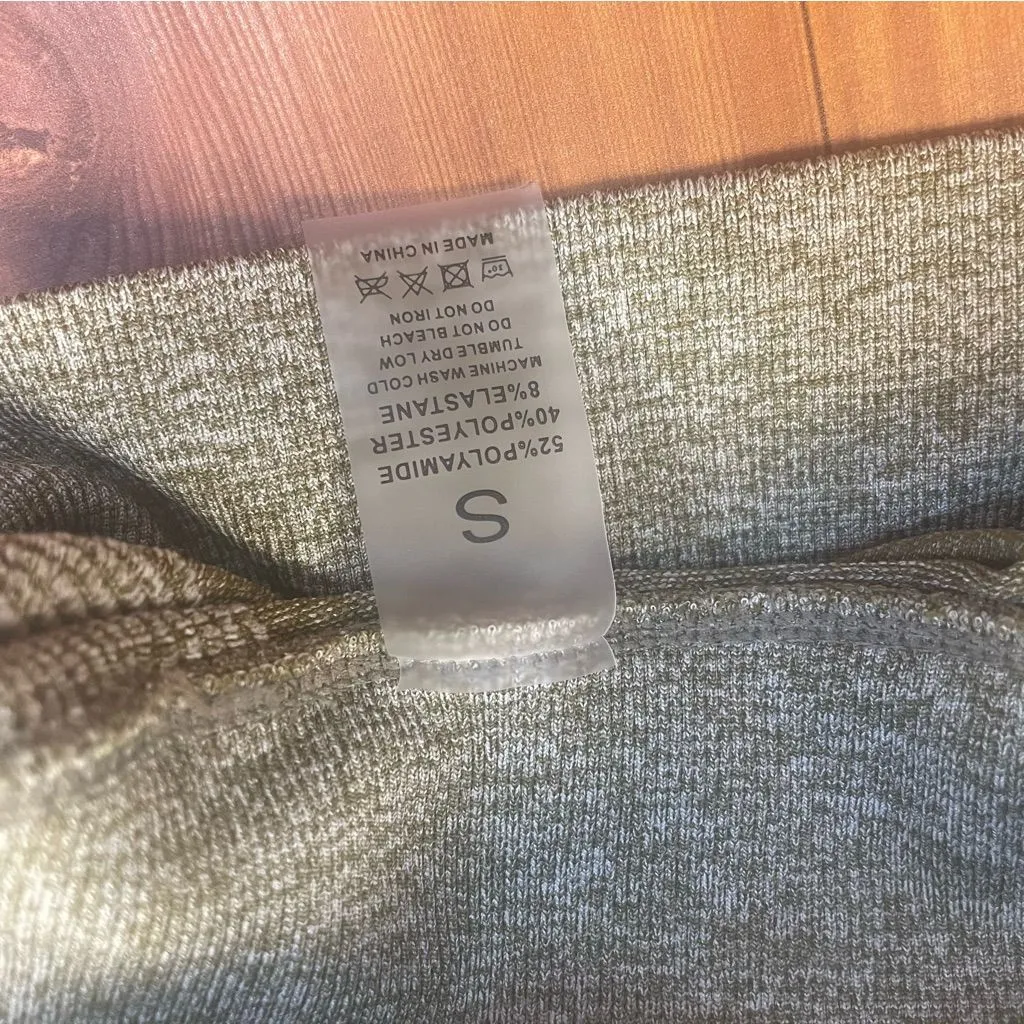 S
52%POLYAMIDE
40%POLYESTER
8%ELASTANE
MACHINE WASH COLD
TUMBLE DRY LOW
DO NOT BLEACH
DO NOT IRON
30°
MADE IN CHINA